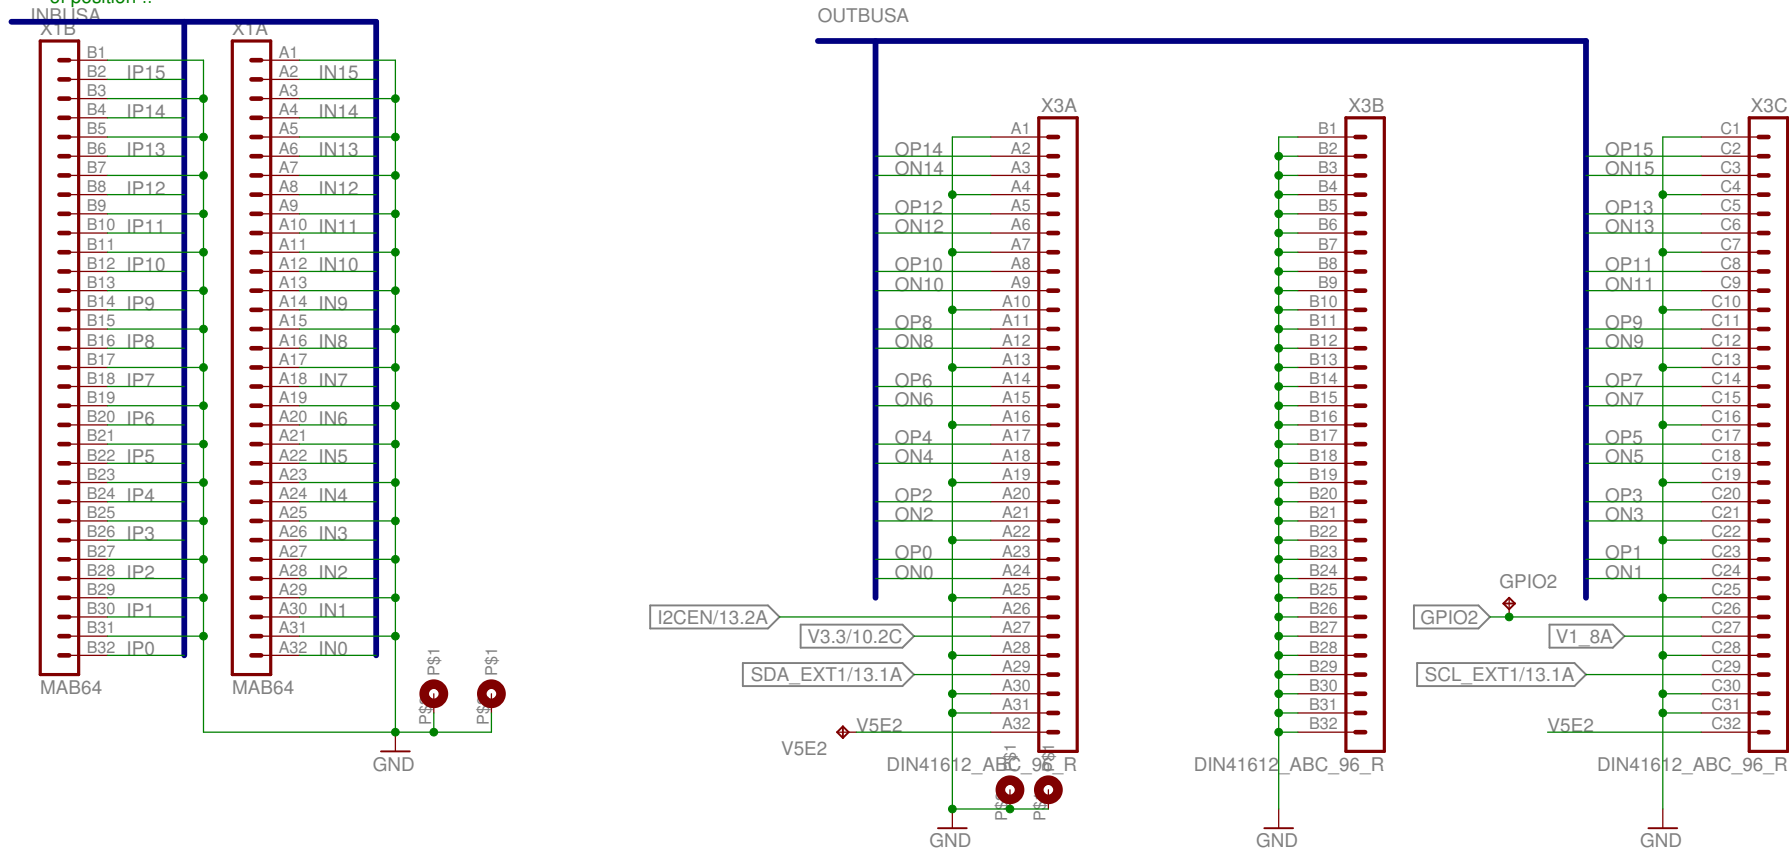 of position !!
INBUSA
OUTBUSA
X1B
X1A
B1
B2 IP15
B3
B4 IP14
B5
B6 IP13
B7
B8 IP12
B9
B10 IP11
B11
B12 IP10
B13
B14 IP9
B15
B16 IP8
B17
B18 IP7
B19
B20 IP6
B21
B22 IP5
B23
B24 IP4
B25
B26 IP3
B27
B28 IP2
B29
B30 IP1
B31
B32 IP0
MAB64
A1
A2 IN15
A3
A4 IN14
A5
A6 IN13
A7
A8 IN12
A9
A10 IN11
A11
A12 IN10
A13
A14 IN9
A15
A16 IN8
A17
A18 IN7
A19
A20 IN6
A21
A22 IN5
A23
A24 IN4
A25
A26 IN3
A27
A28 IN2
A29
A30 IN1
A31
A32 IN0
MAB64
P$1
P$1
GND
X3A
A1
OP14 A2
ON14 A3
A4
OP12 A5
ON12 A6
A7
OP10 A8
ON10 A9
A10
OP8 A11
ON8 A12
A13
OP6 A14
ON6 A15
A16
OP4 A17
ON4 A18
A19
OP2 A20
ON2 A21
A22
OP0 A23
ON0 A24
A25
I2CEN/13.2A A26
V3.3/10.2C A27
A28
SDA_EXT1/13.1A A29
A30
A31
V5E2 A32
V5E2
DIN41612_ABC_96_R
GND
X3B
B1
B2
B3
B4
B5
B6
B7
B8
B9
B10
B11
B12
B13
B14
B15
B16
B17
B18
B19
B20
B21
B22
B23
B24
B25
B26
B27
B28
B29
B30
B31
B32
DIN41612_ABC_96_R
GND
X3C
C1
OP15 C2
ON15 C3
C4
OP13 C5
ON13 C6
C7
OP11 C8
ON11 C9
C10
OP9 C11
ON9 C12
C13
OP7 C14
ON7 C15
C16
OP5 C17
ON5 C18
C19
OP3 C20
ON3 C21
C22
OP1 C23
ON1 C24
GPIO2
C25
GPIO2 C26
V1_8A C27
C28
SCL_EXT1/13.1A C29
C30
C31
V5E2 C32
DIN41612_ABC_96_R
GND